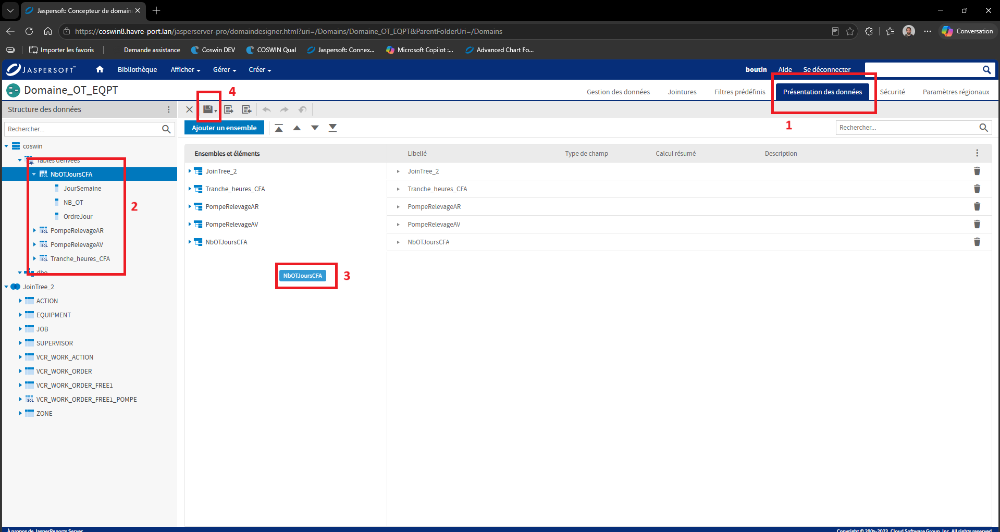 Jaspersoft: Concepteur de domain
https://coswin8.havre-port.lan/jasperserver-pro/domaindesigner.html?uri=/Domains/Domaine_OT_EQPT&ParentFolderUri=/Domains
Conversation
Importer les favoris
Demande assistance
Coswin DEV
COSWIN Qual
Jaspersoft: Connex...
Microsoft Copilot :...
Advanced Chart Fo...
JASPERSOFT™
Bibliothèque
Afficher
Gérer
Créer
boutin
Aide
Se déconnecter
Domaine_OT_EQPT
4
Gestion des données
Jointures
Filtres prédéfinis
Présentation des données
Sécurité
Paramètres régionaux
Structure des données
1
Rechercher...
Ajouter un ensemble
Rechercher...
coswin
Tables dérivées
NbOTJoursCFA
JourSemaine
NB_OT
OrdreJour
PompeRelevageAR
PompeRelevageAV
Tranche_heures_CFA
dbo
2
JoinTree_2
ACTION
EQUIPMENT
JOB
SUPERVISOR
VCR_WORK_ACTION
VCR_WORK_ORDER
VCR_WORK_ORDER_FREE1
VCR_WORK_ORDER_FREE1_POMPE
ZONE
Ensembles et éléments
Libellé
Type de champ
Calcul résumé
Description
JoinTree_2
JoinTree_2
Tranche_heures_CFA
Tranche_heures_CFA
PompeRelevageAR
PompeRelevageAR
PompeRelevageAV
PompeRelevageAV
NbOTJoursCFA
NbOTJoursCFA
NbOTJoursCFA
3
À propos de JasperReports Server
Copyright © 2005-2023, Cloud Software Group, Inc. All rights reserved.